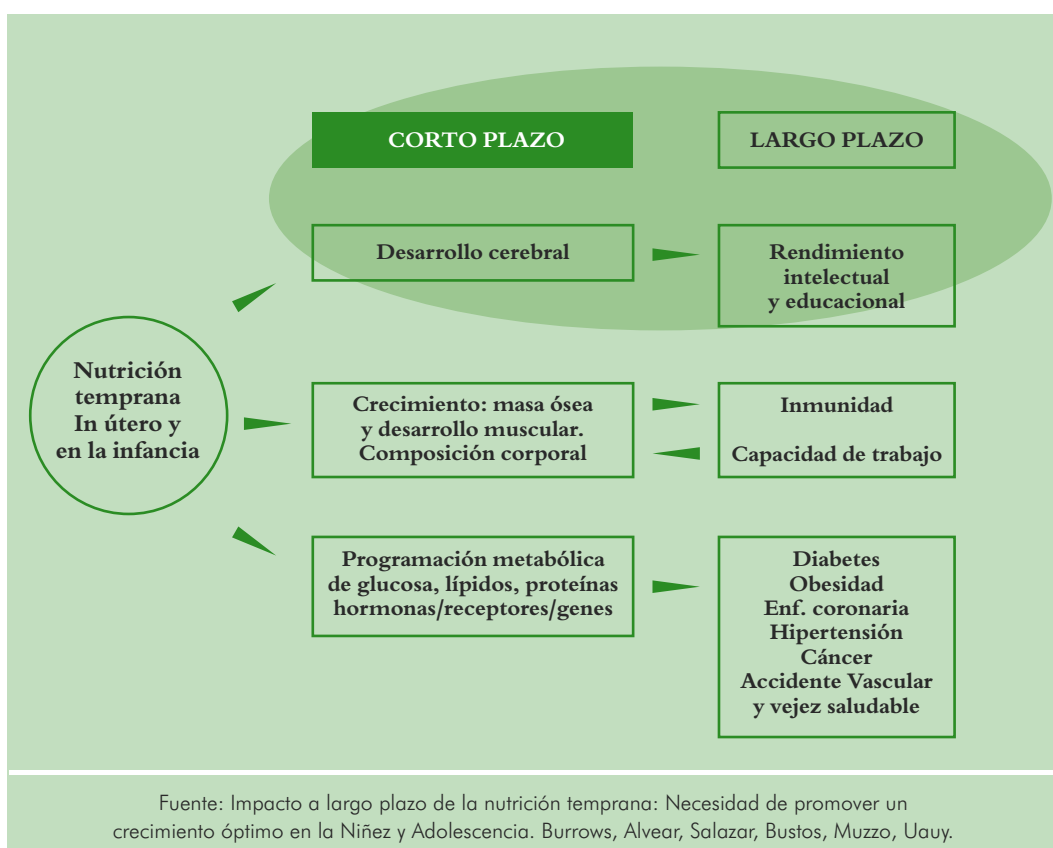 CORTO PLAZO
LARGO PLAZO
Desarrollo cerebral
Rendimiento
intelectual
y educacional
Nutrición
temprana
In útero y
en la infancia
Crecimiento: masa ósea
y desarrollo muscular.
Composición corporal
Inmunidad
Capacidad de trabajo
Programación metabólica
de glucosa, lípidos, proteínas
hormonas/receptores/genes
Diabetes
Obesidad
Enf. coronaria
Hipertensión
Cáncer
Accidente Vascular
y vejez saludable
Fuente: Impacto a largo plazo de la nutrición temprana: Necesidad de promover un
crecimiento óptimo en la Niñez y Adolescencia. Burrows, Alvear, Salazar, Bustos, Muzzo, Uauy.